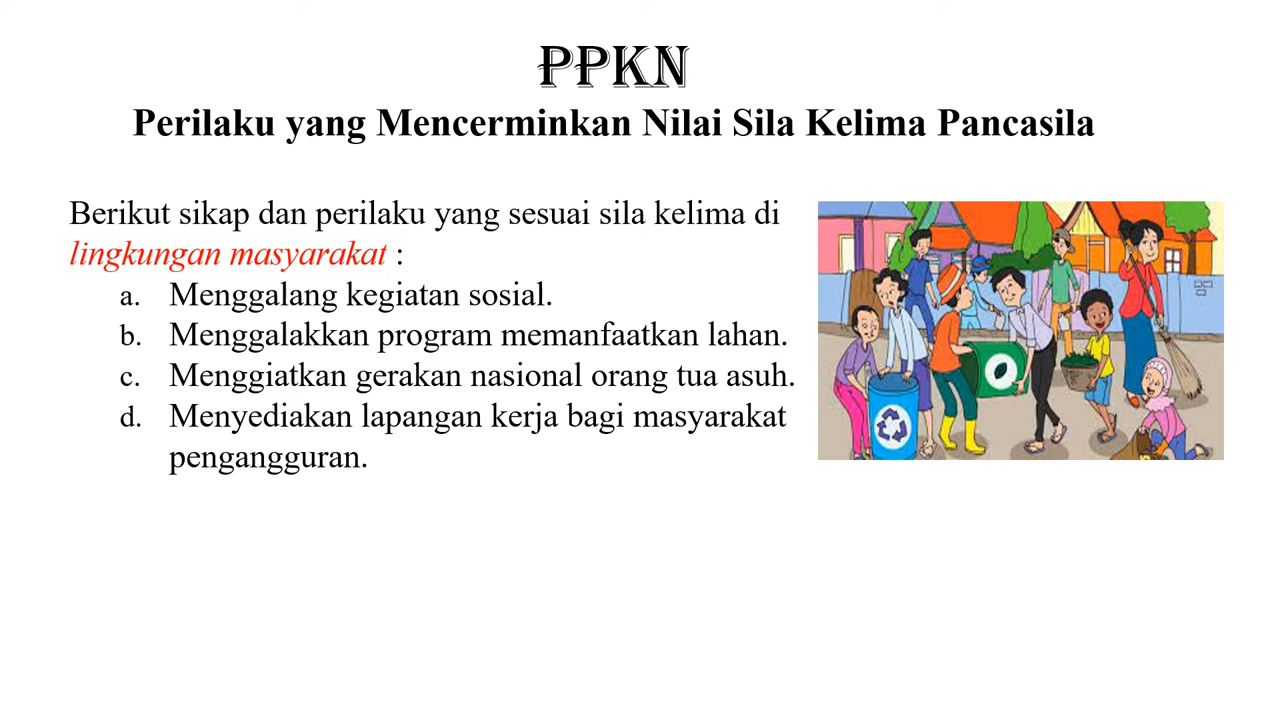 PPKN
Perilaku yang Mencerminkan Nilai Sila Kelima Pancasila
Berikut sikap dan perilaku yang sesuai sila kelima di
lingkungan masyarakat :
a. Menggalang kegiatan sosial.
b. Menggalakkan program memanfaatkan lahan.
c. Menggiatkan gerakan nasional orang tua asuh.
d. Menyediakan lapangan kerja bagi masyarakat
pengangguran.